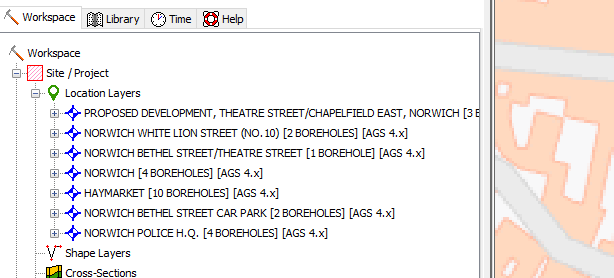 Workspace Library Time Help
Workspace
Site / Project
Location Layers
PROPOSED DEVELOPMENT, THEATRE STREET/CHAPELFIELD EAST, NORWICH [3 B
NORWICH WHITE LION STREET (NO.10) [2 BOREHOLES] [AGS 4.x]
NORWICH BETHEL STREET/THEATRE STREET [1 BOREHOLE] [AGS 4.x]
NORWICH [4 BOREHOLES] [AGS 4.x]
HAYMARKET [10 BOREHOLES] [AGS 4.x]
NORWICH BETHEL STREET CAR PARK [2 BOREHOLES] [AGS 4.x]
NORWICH POLICE H.Q. [4 BOREHOLES] [AGS 4.x]
Shape Layers
Cross-Sections